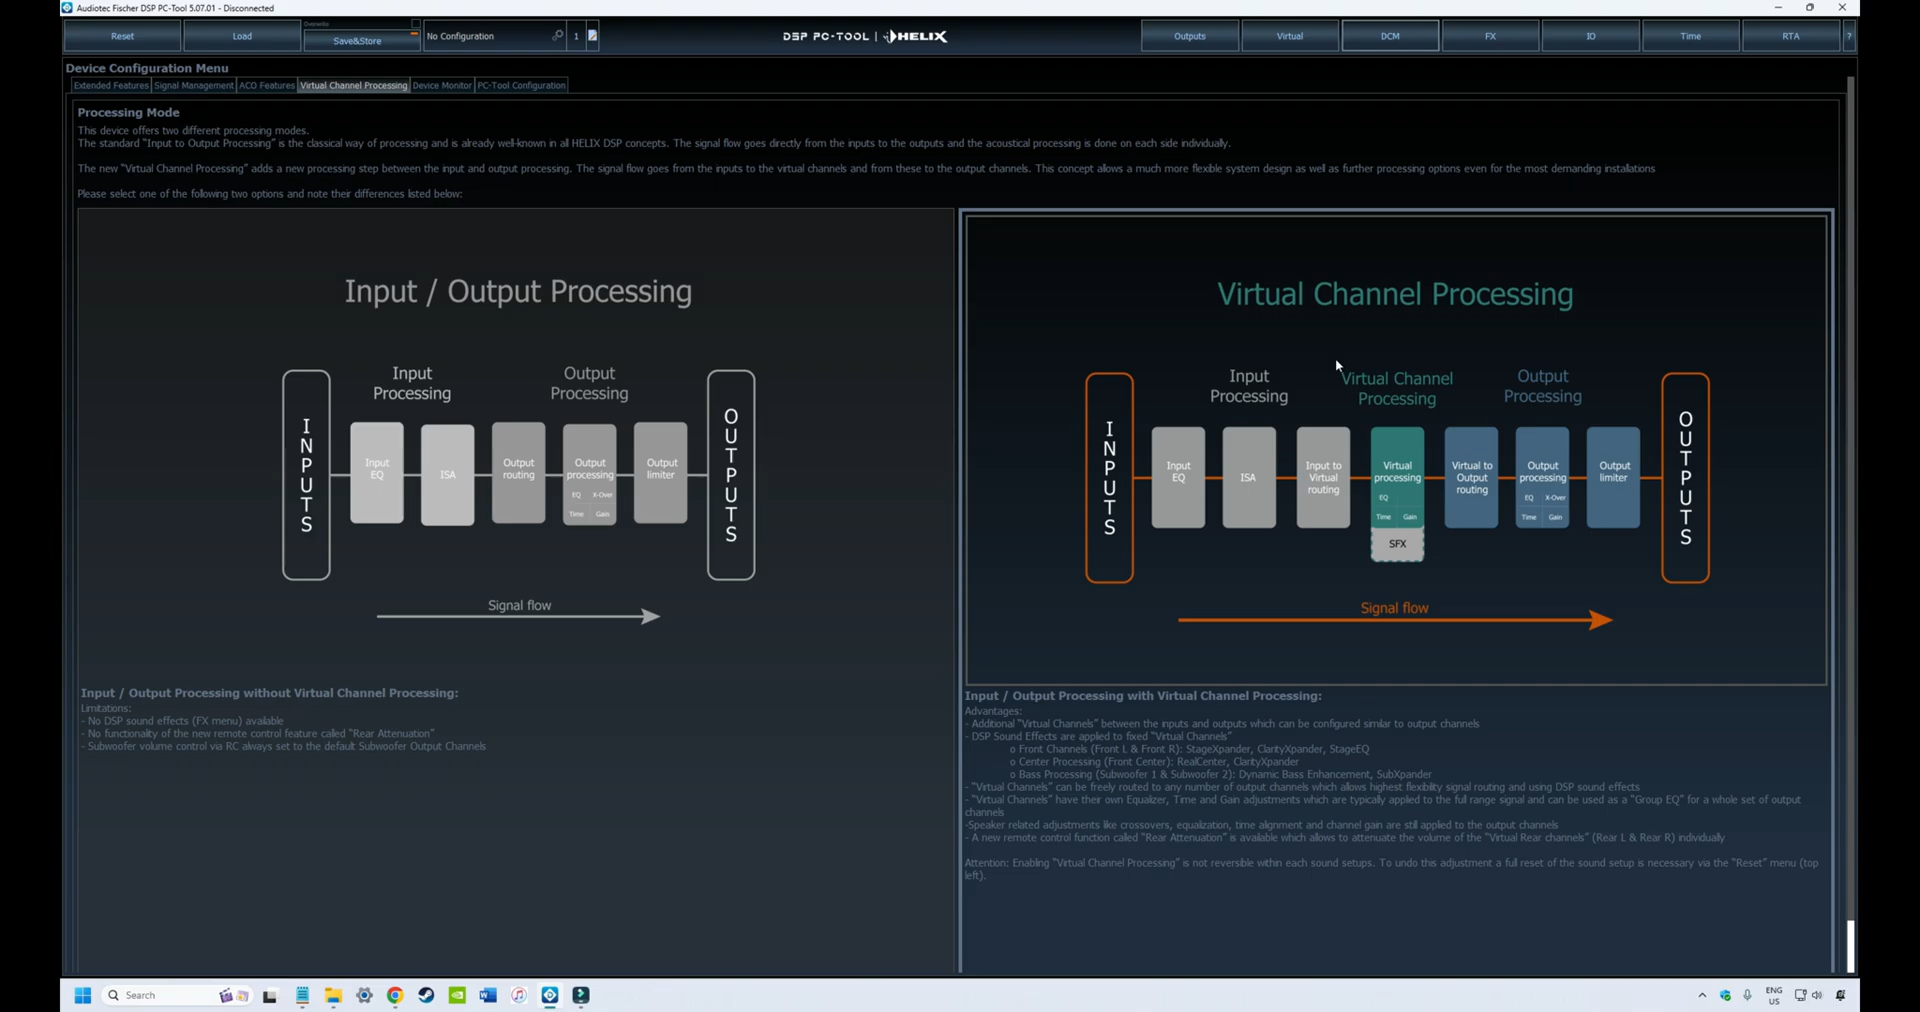 Audiotec Fischer DSP PC-Tool 5.07.01 - Disconnected
Reset
Load
Overwrite
Save&Store
No Configuration
1
DSP PC-TOOL | HELIX
Outputs
Virtual
DCM
FX
IO
Time
RTA
?
Device Configuration Menu
Extended Features
Signal Management
ACO Features
Virtual Channel Processing
Device Monitor
PC-Tool Configuration
Processing Mode
This device offers two different processing modes.
The standard "Input to Output Processing" is the classical way of processing and is already well-known in all HELIX DSP concepts. The signal flow goes directly from the inputs to the outputs and the acoustical processing is done on each side individually.
The new "Virtual Channel Processing" adds a new processing step between the input and output processing. The signal flow goes from the inputs to the virtual channels and from these to the output channels. This concept allows a much more flexible system design as well as further processing options even for the most demanding installations
Please select one of the following two options and note their differences listed below:
Input / Output Processing
Input
Processing
Output
Processing
INPUTS
Input
EQ
ISA
Output
routing
Output
processing
EQ X-Over
Time Gain
Output
limiter
OUTPUTS
Signal flow
Input / Output Processing without Virtual Channel Processing:
Limitations:
- No DSP sound effects (FX menu) available
- No functionality of the new remote control feature called "Rear Attenuation"
- Subwoofer volume control via RC always set to the default Subwoofer Output Channels
Virtual Channel Processing
Input
Processing
Virtual Channel
Processing
Output
Processing
INPUTS
Input
EQ
ISA
Input to
Virtual
routing
Virtual
processing
EQ
Time Gain
SFX
Virtual to
Output
routing
Output
processing
EQ X-Over
Time Gain
Output
limiter
OUTPUTS
Signal flow
Input / Output Processing with Virtual Channel Processing:
Advantages:
- Additional "Virtual Channels" between the inputs and outputs which can be configured similar to output channels
- DSP Sound Effects are applied to fixed "Virtual Channels"
o Front Channels (Front L & Front R): StageXpander, ClarityXpander, StageEQ
o Center Processing (Front Center): RealCenter, ClarityXpander
o Bass Processing (Subwoofer 1 & Subwoofer 2): Dynamic Bass Enhancement, SubXpander
- "Virtual Channels" can be freely routed to any number of output channels which allows highest flexibility signal routing and using DSP sound effects
- "Virtual Channels" have their own Equalizer, Time and Gain adjustments which are typically applied to the full range signal and can be used as a "Group EQ" for a whole set of output
channels
-Speaker related adjustments like crossovers, equalization, time alignment and channel gain are still applied to the output channels
- A new remote control function called "Rear Attenuation" is available which allows to attenuate the volume of the "Virtual Rear channels" (Rear L & Rear R) individually
Attention: Enabling "Virtual Channel Processing" is not reversible within each sound setups. To undo this adjustment a full reset of the sound setup is necessary via the "Reset" menu (top
left).
Search
ENG
US